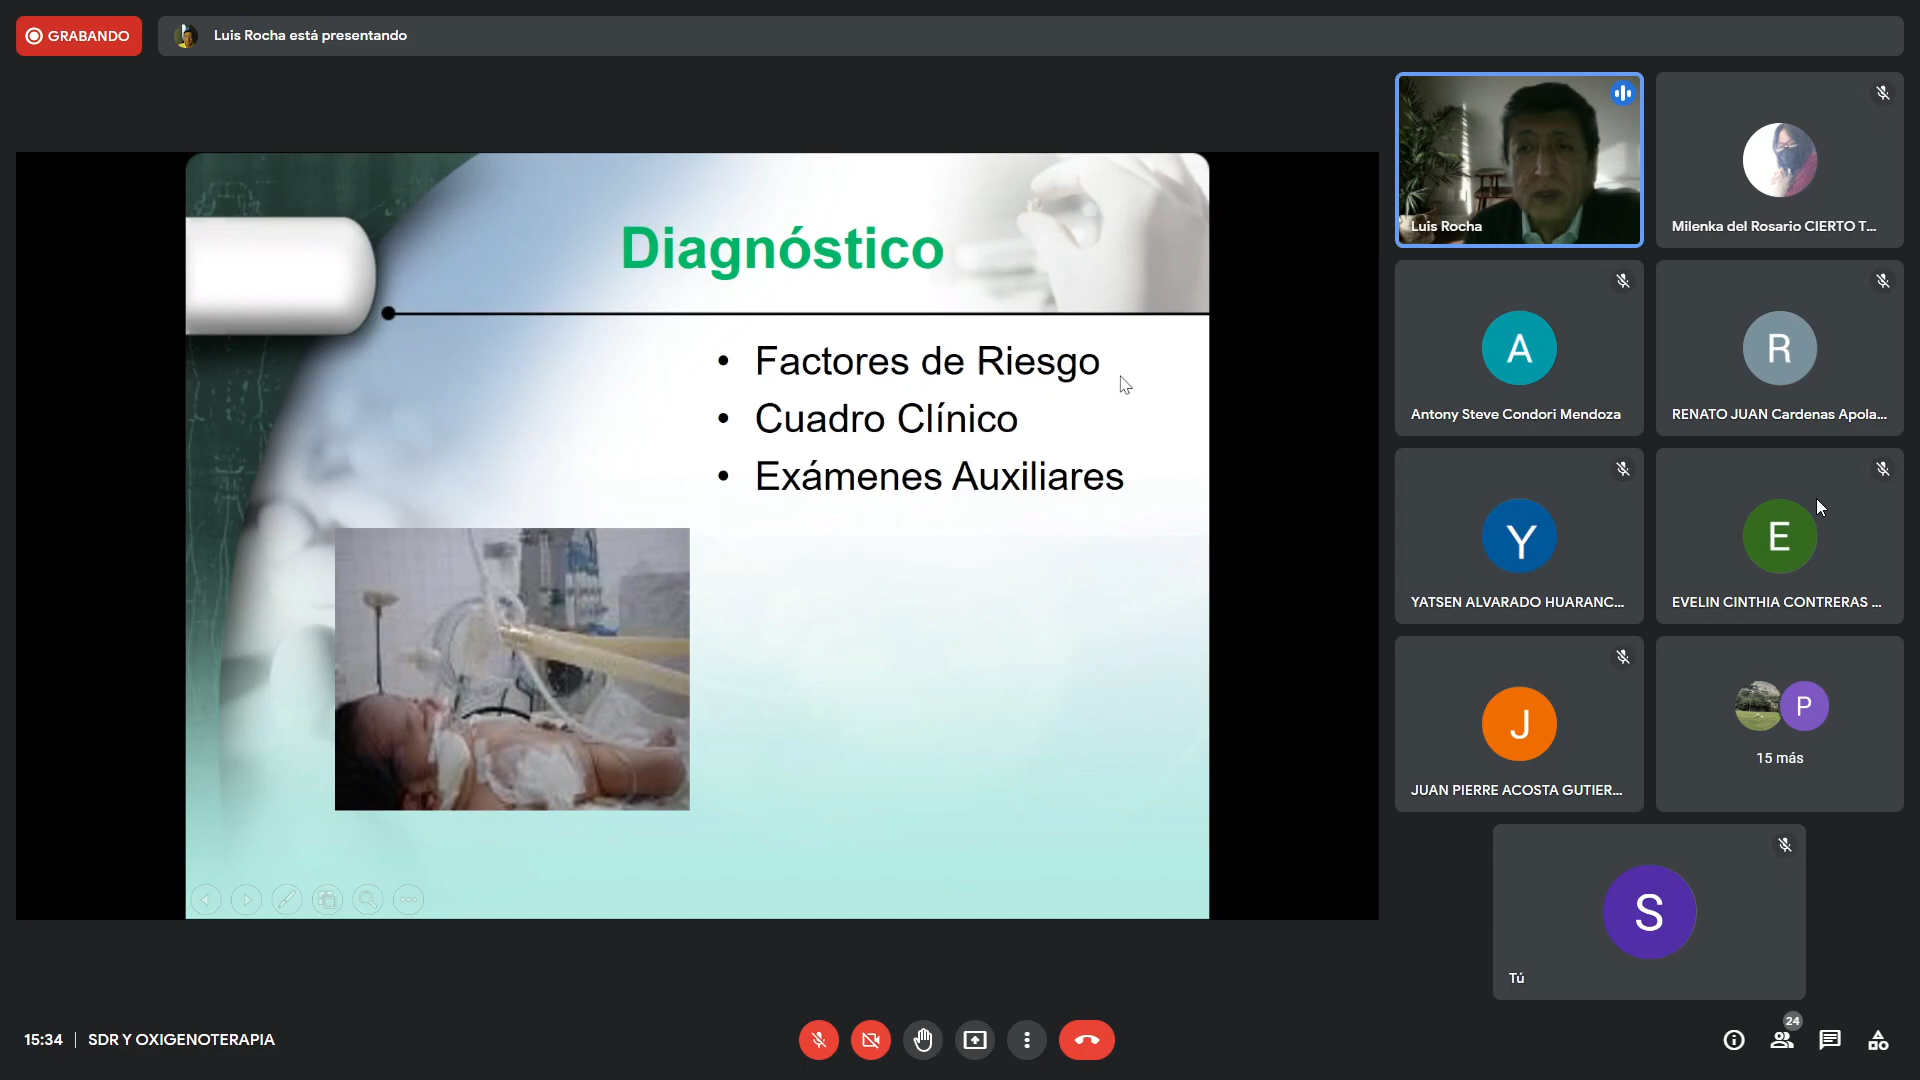 GRABANDO
Luis Rocha está presentando
Diagnóstico
• Factores de Riesgo
• Cuadro Clínico
• Exámenes Auxiliares
Luis Rocha
Milenka del Rosario CIERTO T...
A
Antony Steve Condori Mendoza
R
RENATO JUAN Cardenas Apola...
Y
YATSEN ALVARADO HUARANC...
E
EVELIN CINTHIA CONTRERAS ...
J
JUAN PIERRE ACOSTA GUTIER...
P
15 más
S
Tú
15:34 | SDR Y OXIGENOTERAPIA
24